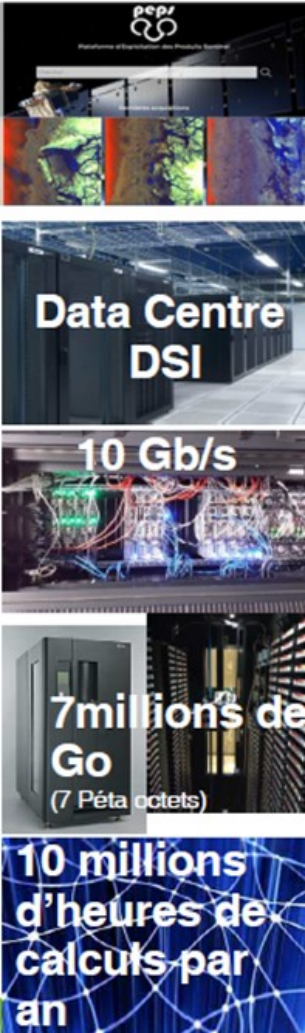 peps
Plateforme d'Exploitation des Produits Sentinel
Dernières acquisitions
Data Centre
DSI
10 Gb/s
7millions de
Go
(7 Péta octets)
10 millions
d'heures de
calculs par
an